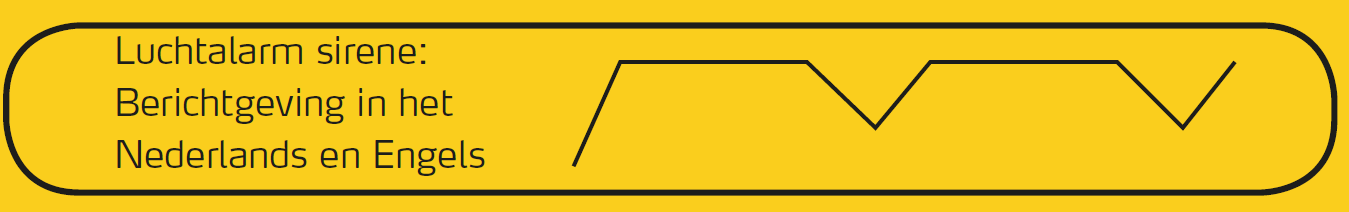 Luchtalarm sirene:
Berichtgeving in het
Nederlands en Engels